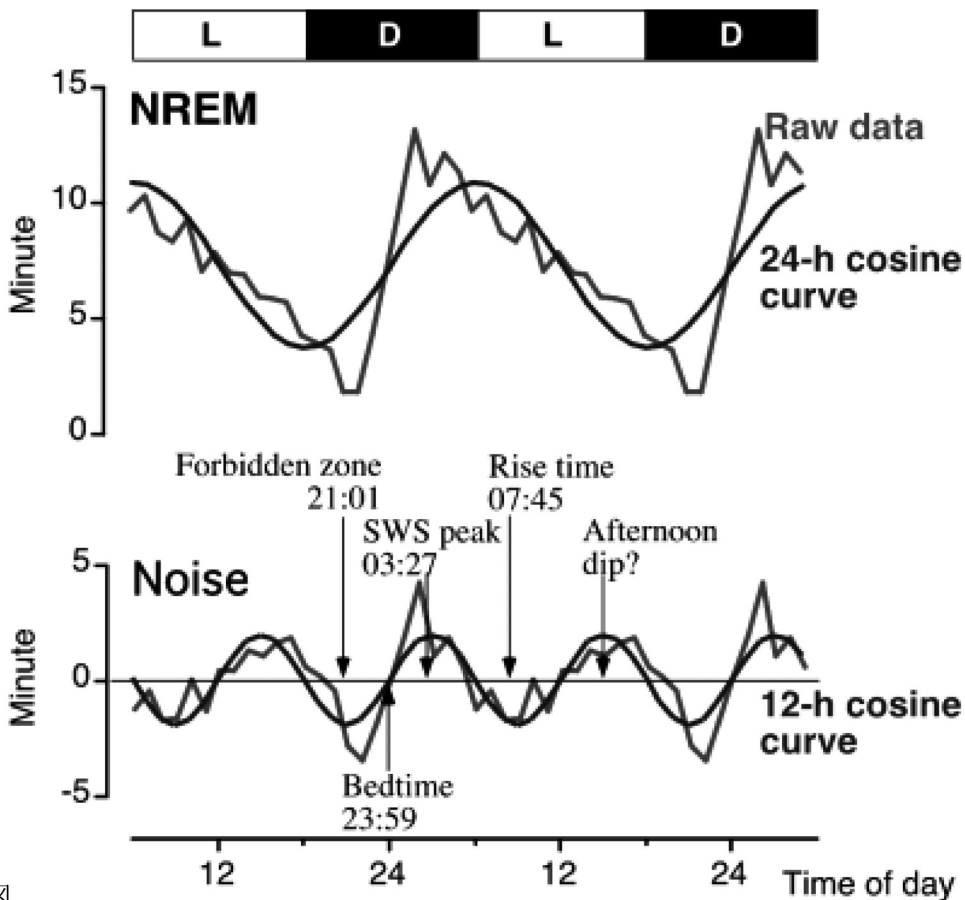 L D L D
15
NREM
Raw data
10
Minute
24-h cosine
curve
5
0
Forbidden zone
21:01
Rise time
07:45
SWS peak
03:27
Afternoon
dip?
5
Noise
Minute
0
12-h cosine
curve
-5
Bedtime
23:59
12 24 12 24
Time of day